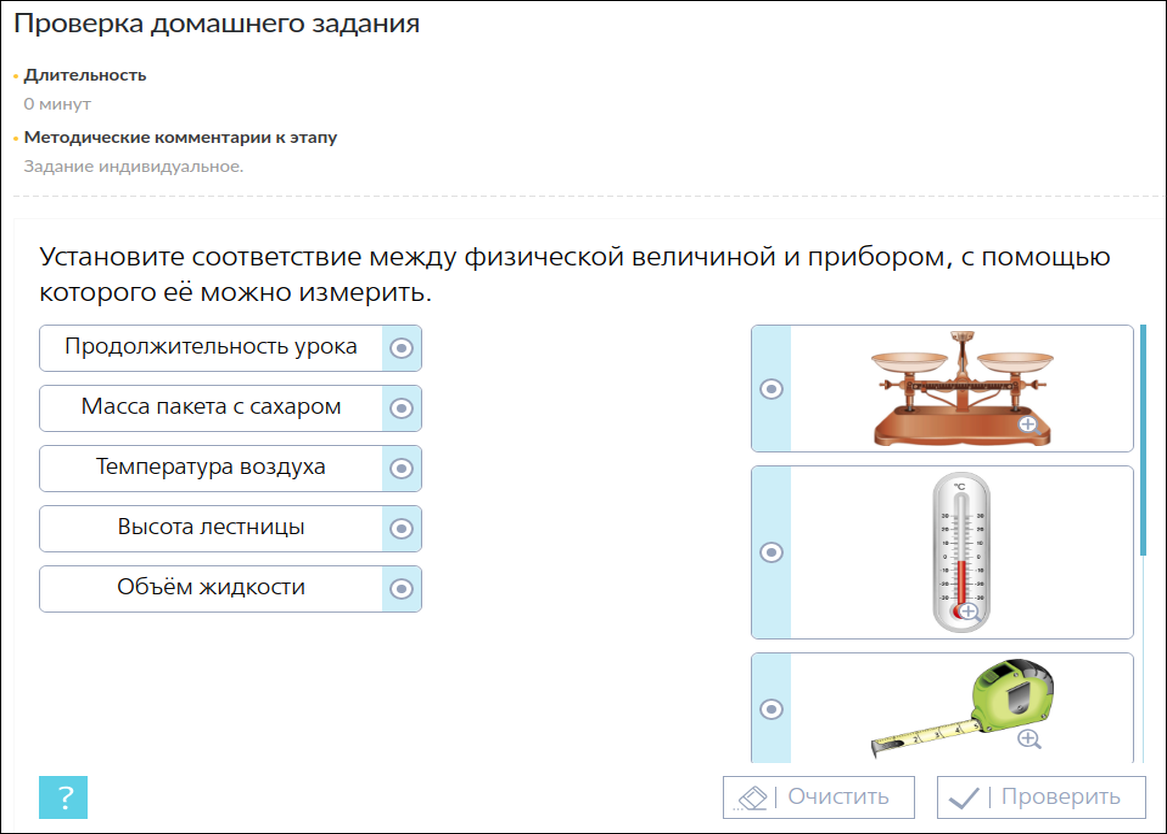 Проверка домашнего задания
Длительность
0 минут
Методические комментарии к этапу
Задание индивидуальное.
Установите соответствие между физической величиной и прибором, с помощью
которого её можно измерить.
Продолжительность урока
Масса пакета с сахаром
Температура воздуха
Высота лестницы
Объём жидкости
°C
? 
Очистить
Проверить